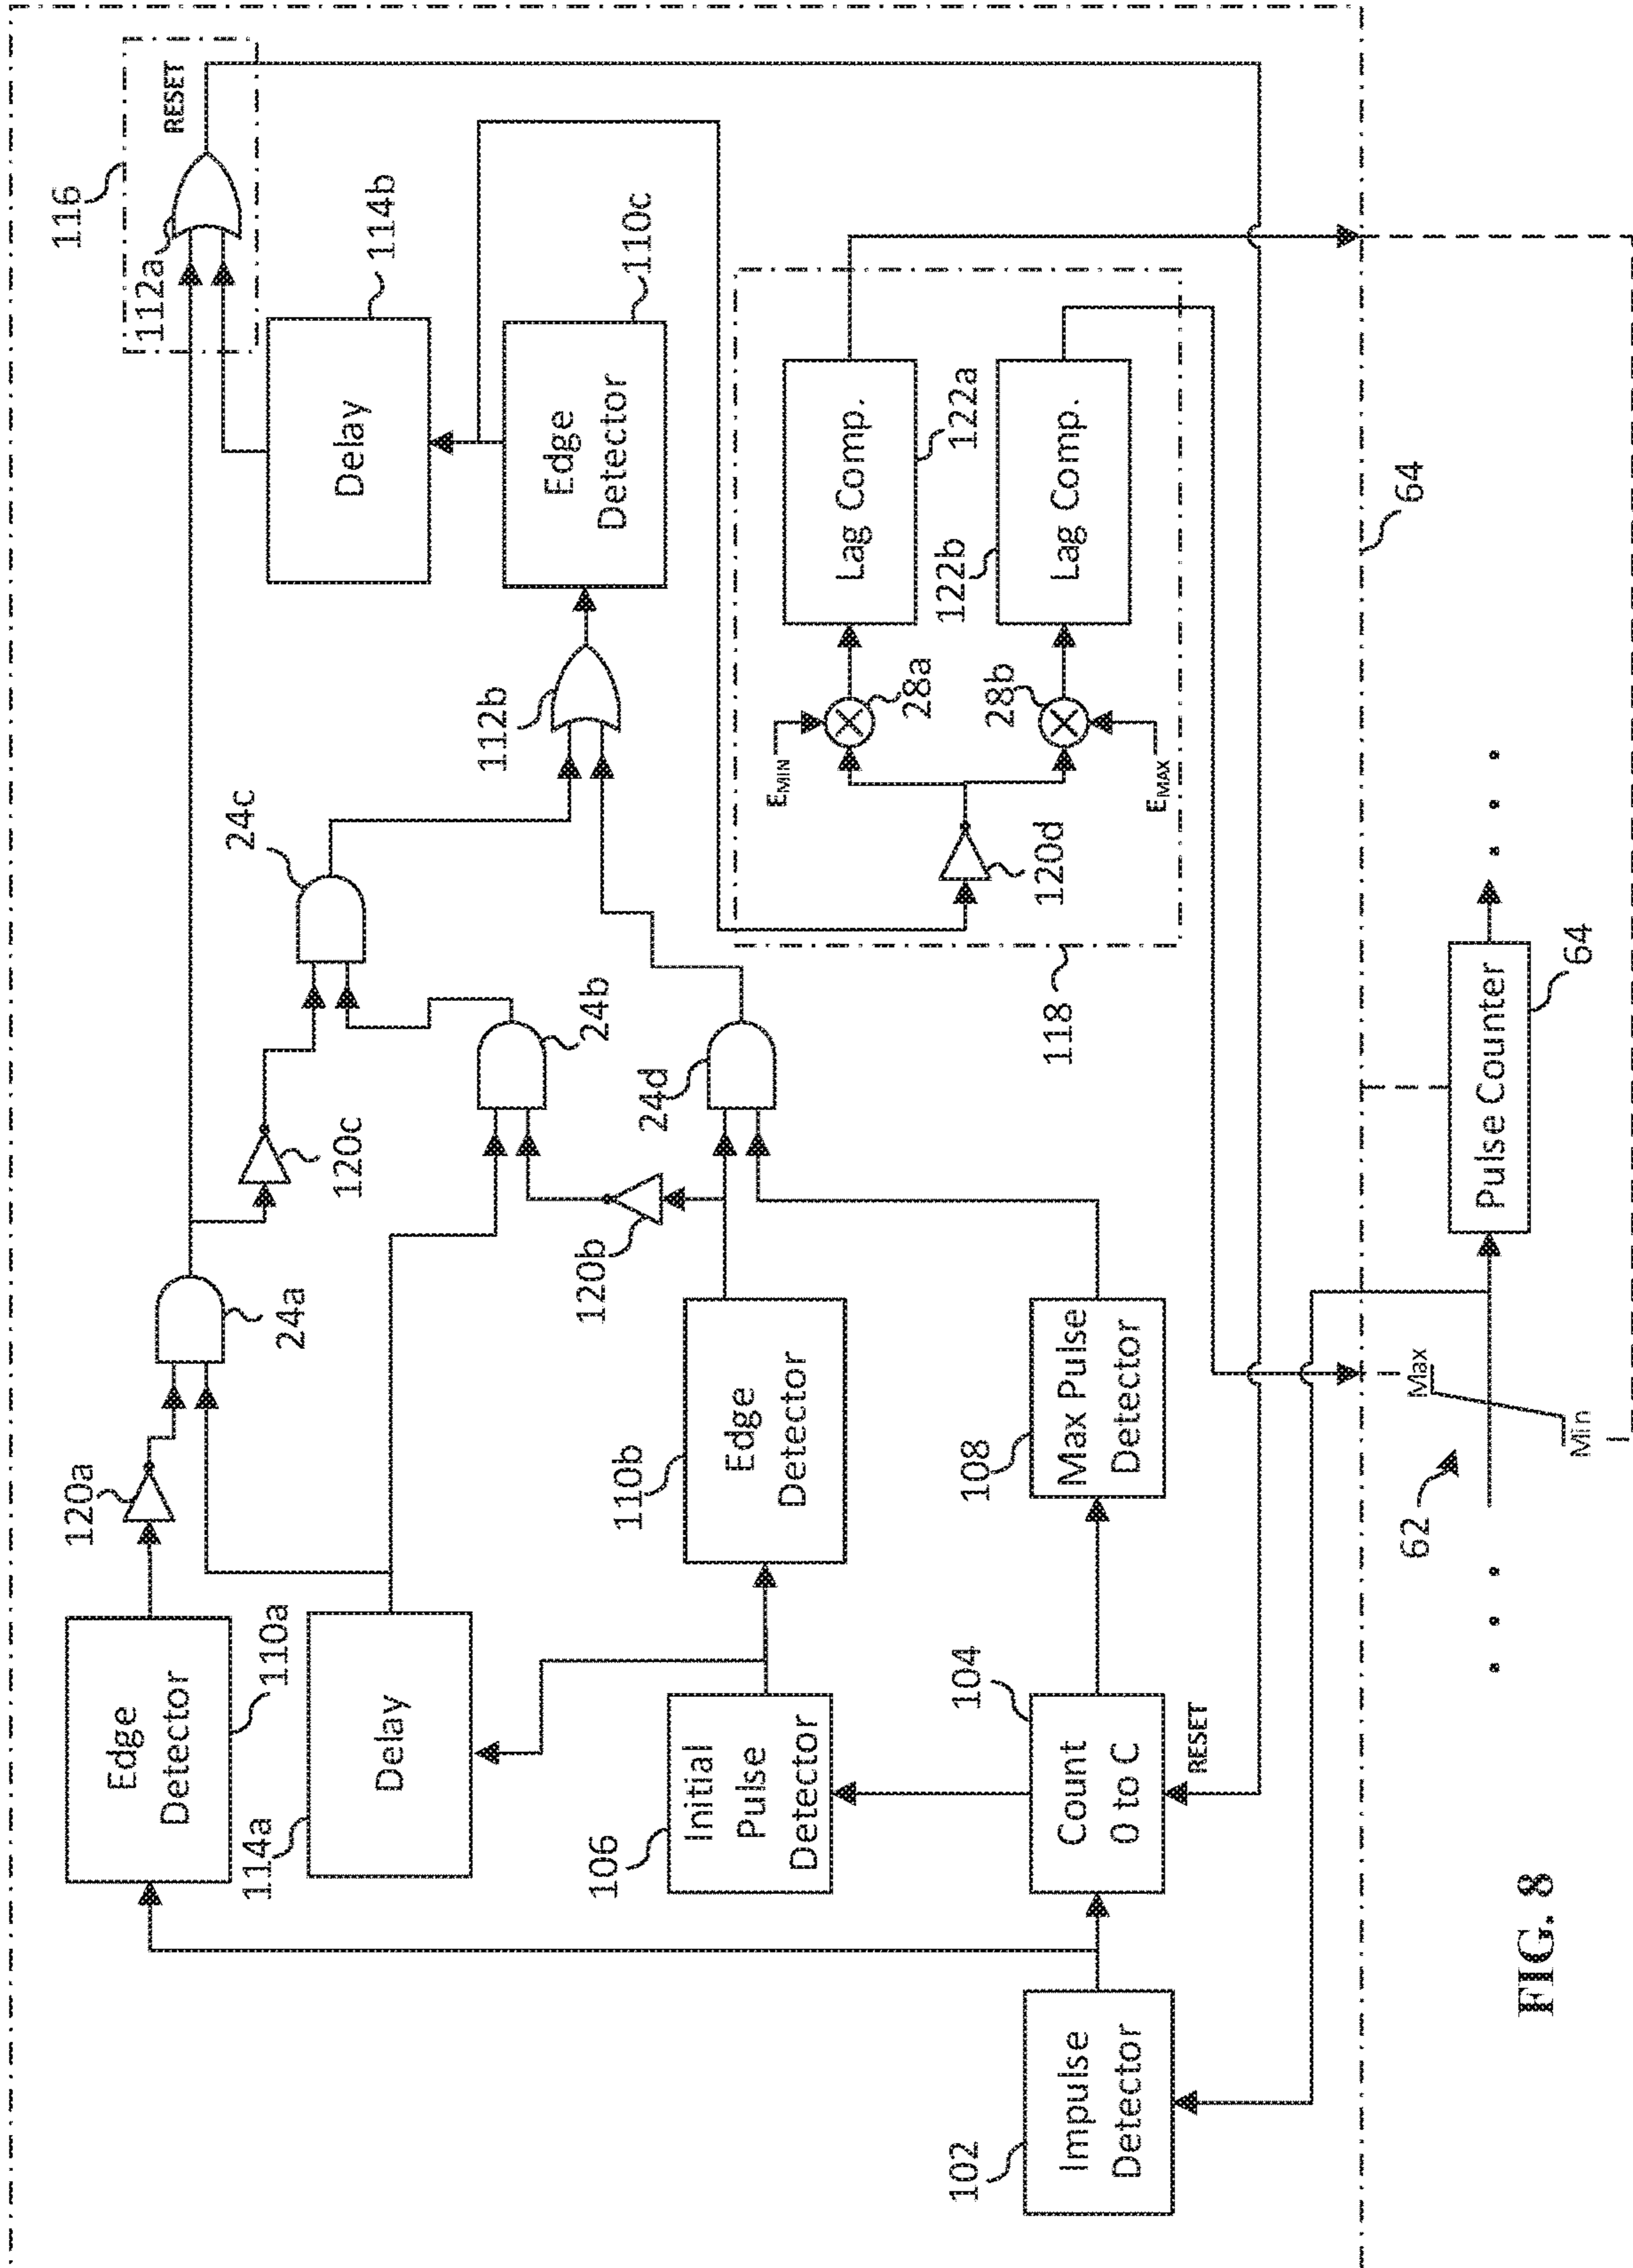 116
RESET
112a
114b
Delay
110c
Edge
Detector
112b
24c
120a
24a
120c
24b
24d
120b
Edge
Detector
110a
Delay
114a
Edge
Detector
110b
Initial
Pulse
Detector
106
Count
0 to C
104
RESET
Max Pulse
Detector
108
Impulse
Detector
102
118
120d
EMIN
28a
28b
EMAX
Lag Comp.
122a
122b
Lag Comp.
64
Pulse Counter
64
Max
Min
62
FIG. 8